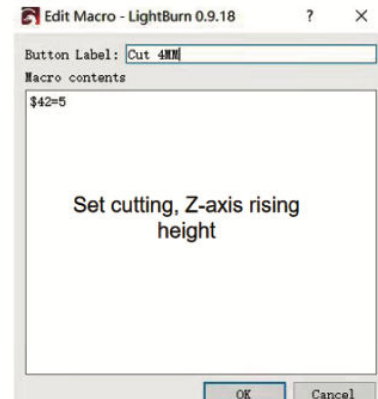 Edit Macro - LightBurn 0.9.18 ? ×
Button Label: Cut 4MM
Macro contents
$42=5
Set cutting, Z-axis rising
height
OK Cancel